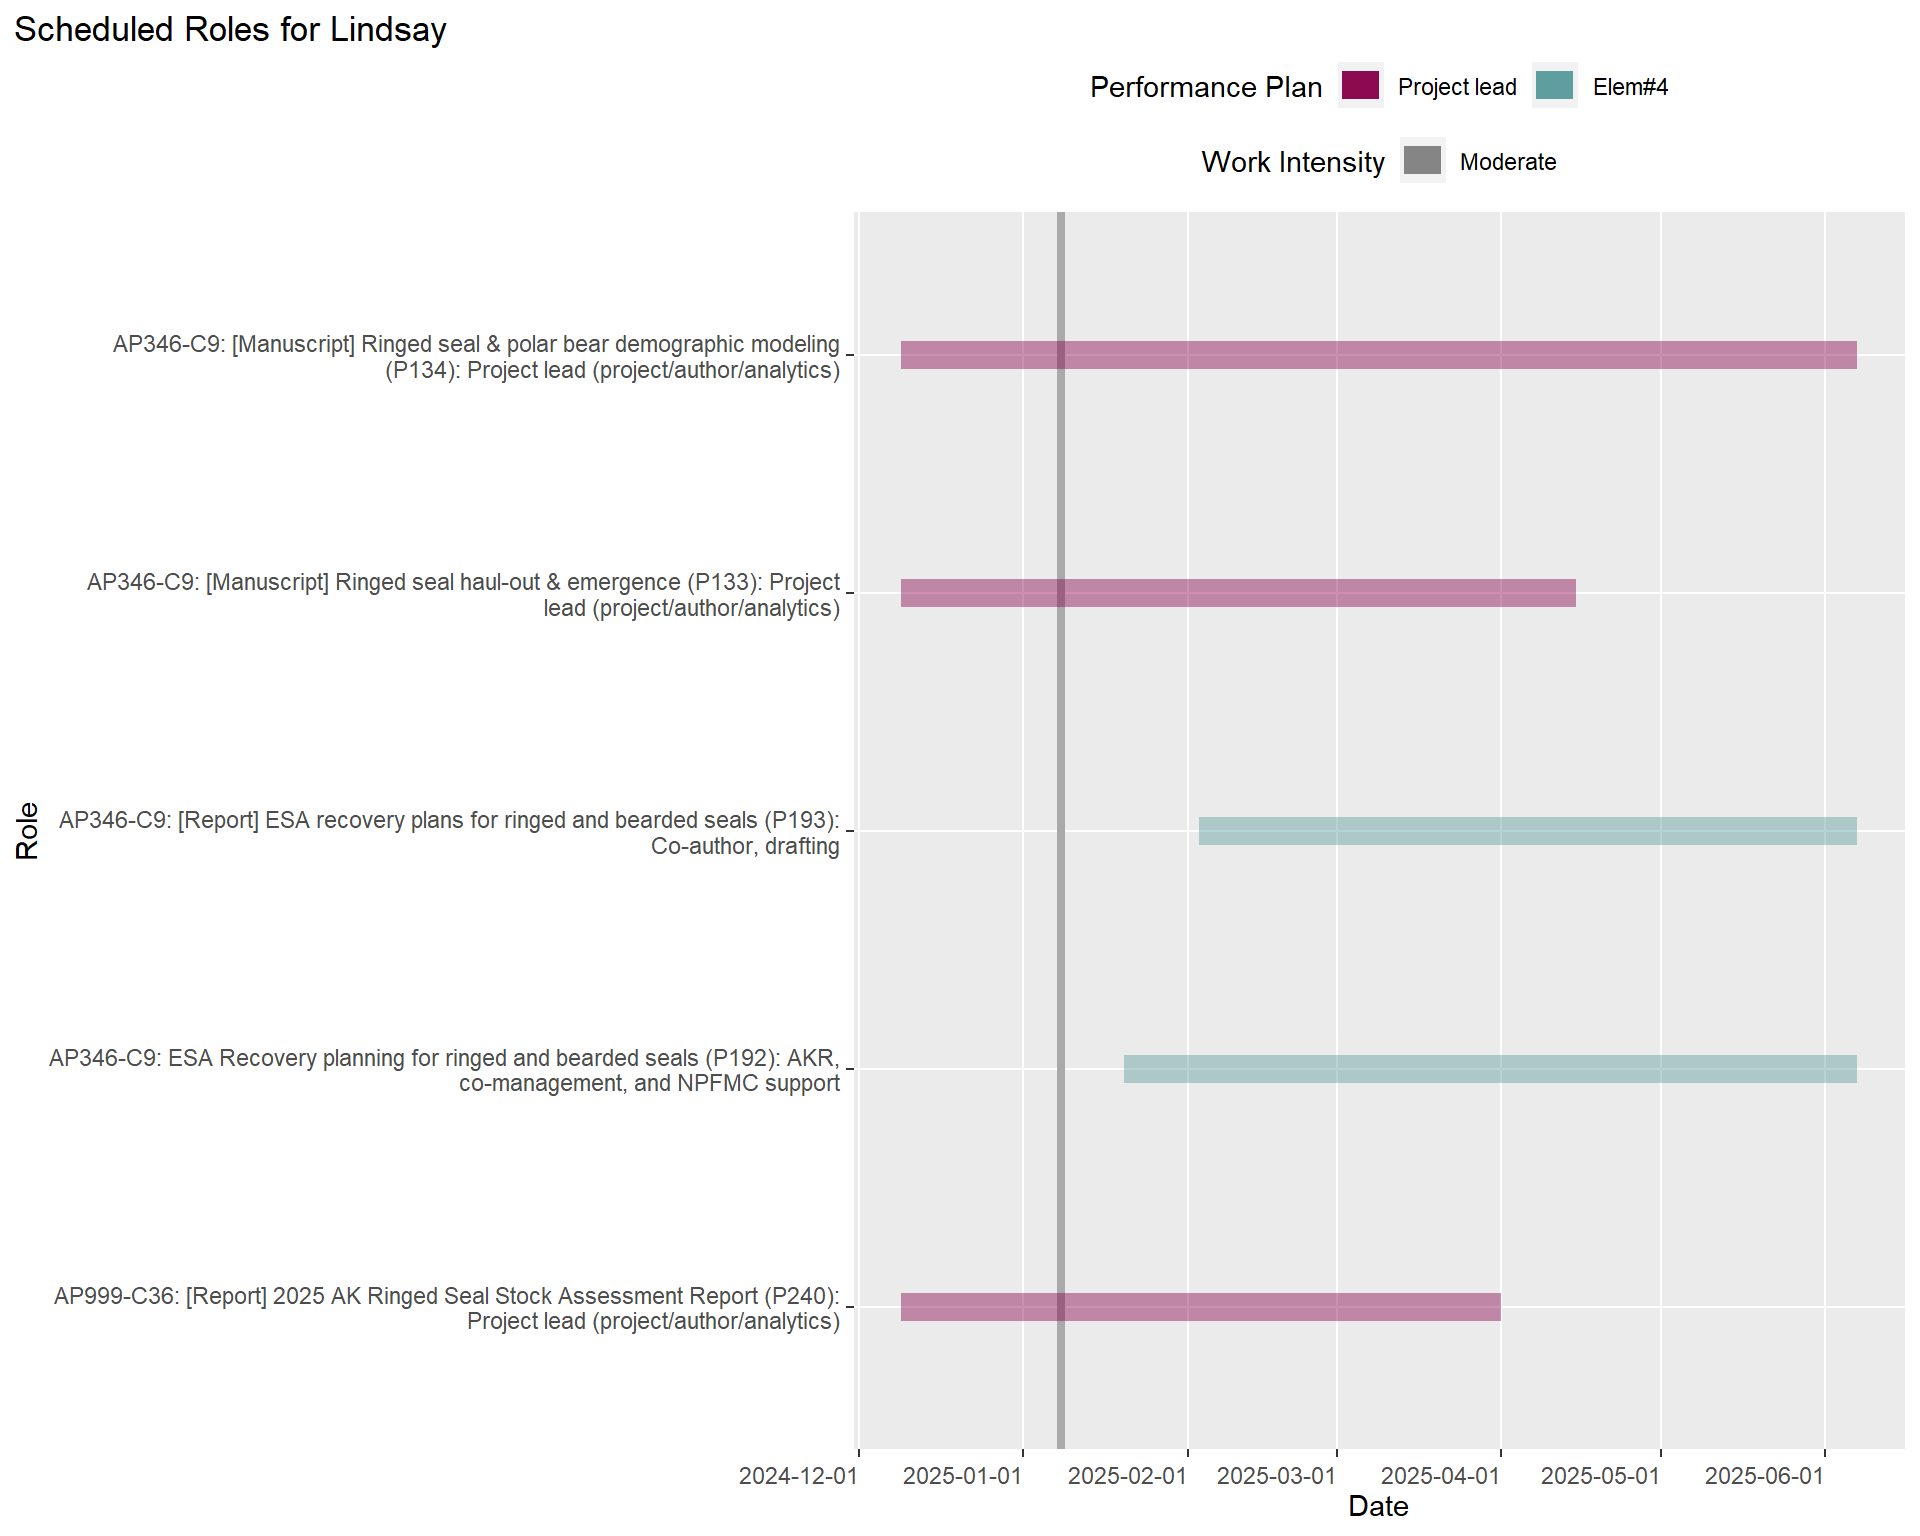 Scheduled Roles for Lindsay
Performance Plan
Project lead
Elem#4
Work Intensity
Moderate
AP346-C9: [Manuscript] Ringed seal & polar bear demographic modeling
(P134): Project lead (project/author/analytics)
AP346-C9: [Manuscript] Ringed seal haul-out & emergence (P133): Project
lead (project/author/analytics)
Role
AP346-C9: [Report] ESA recovery plans for ringed and bearded seals (P193):
Co-author, drafting
AP346-C9: ESA Recovery planning for ringed and bearded seals (P192): AKR,
co-management, and NPFMC support
AP999-C36: [Report] 2025 AK Ringed Seal Stock Assessment Report (P240):
Project lead (project/author/analytics)
2024-12-01
2025-01-01
2025-02-01
2025-03-01
2025-04-01
2025-05-01
2025-06-01
Date